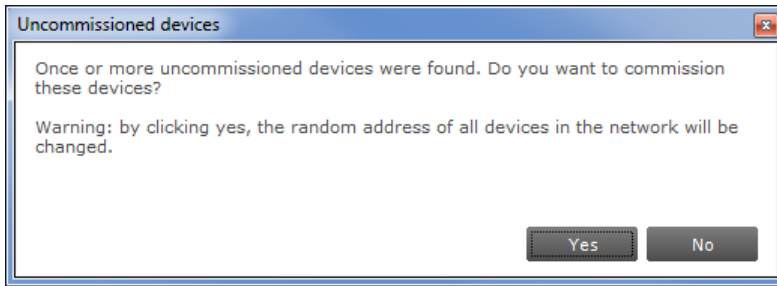 Uncommissioned devices
Once or more uncommissioned devices were found. Do you want to commission
these devices?
Warning: by clicking yes, the random address of all devices in the network will be
changed.
Yes
No